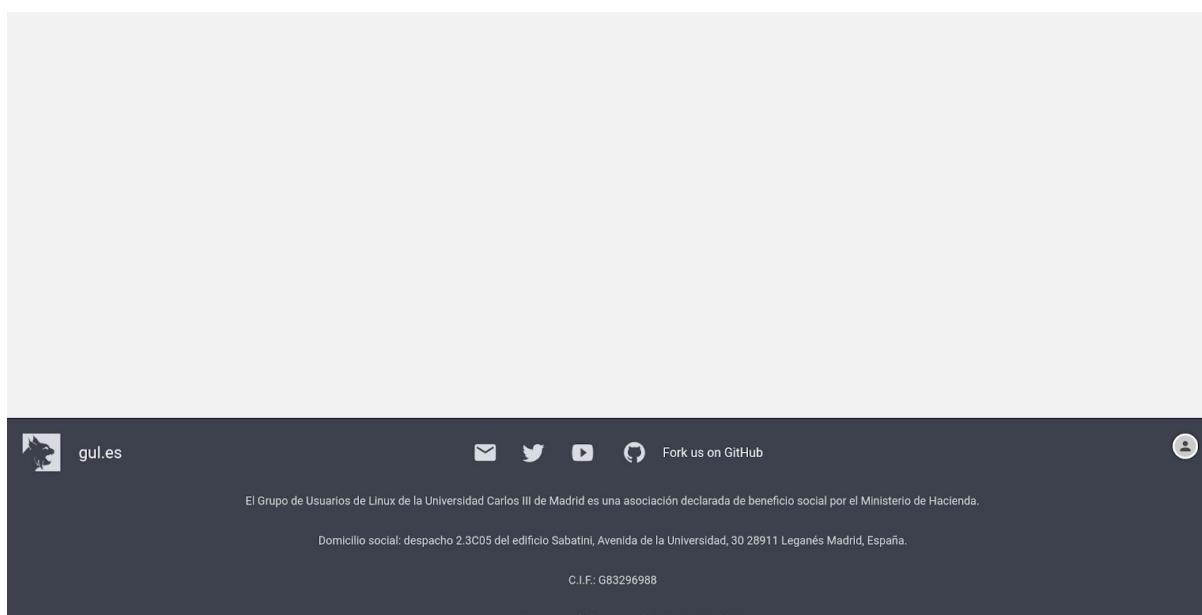 gul.es
Fork us on GitHub
El Grupo de Usuarios de Linux de la Universidad Carlos III de Madrid es una asociación declarada de beneficio social por el Ministerio de Hacienda.
Domicilio social: despacho 2.3C05 del edificio Sabatini, Avenida de la Universidad, 30 28911 Leganés Madrid, España.
C.I.F.: G83296988